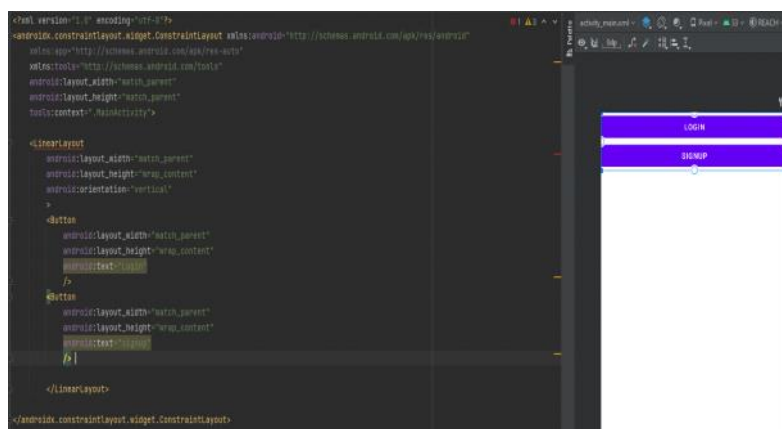 <?xml version="1.0" encoding="utf-8"?>
<androidx.constraintlayout.widget.ConstraintLayout xmlns:android="http://schemas.android.com/apk/res/android"
xmlns:app="http://schemas.android.com/apk/res-auto"
xmlns:tools="http://schemas.android.com/tools"
android:layout_width="match_parent"
android:layout_height="match_parent"
tools:context=".MainActivity">
<LinearLayout
android:layout_width="match_parent"
android:layout_height="wrap_content"
android:orientation="vertical"
>
<Button
android:layout_width="match_parent"
android:layout_height="wrap_content"
android:text="Login"
/>
<Button
android:layout_width="match_parent"
android:layout_height="wrap_content"
android:text="signup"
/>
</LinearLayout>
</androidx.constraintlayout.widget.ConstraintLayout>
activity_main.xml
Pixel
REACH
Palette
LOGIN
SIGNUP